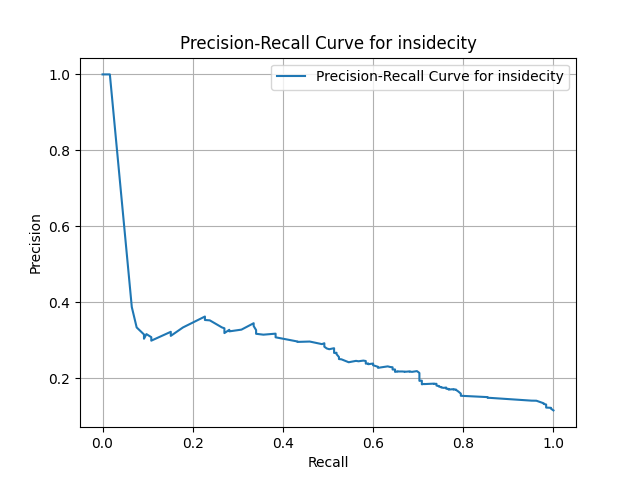 Precision-Recall Curve for insidecity
Precision-Recall Curve for insidecity
1.0
0.8
0.6
0.4
0.2
Precision
0.0 0.2 0.4 0.6 0.8 1.0
Recall